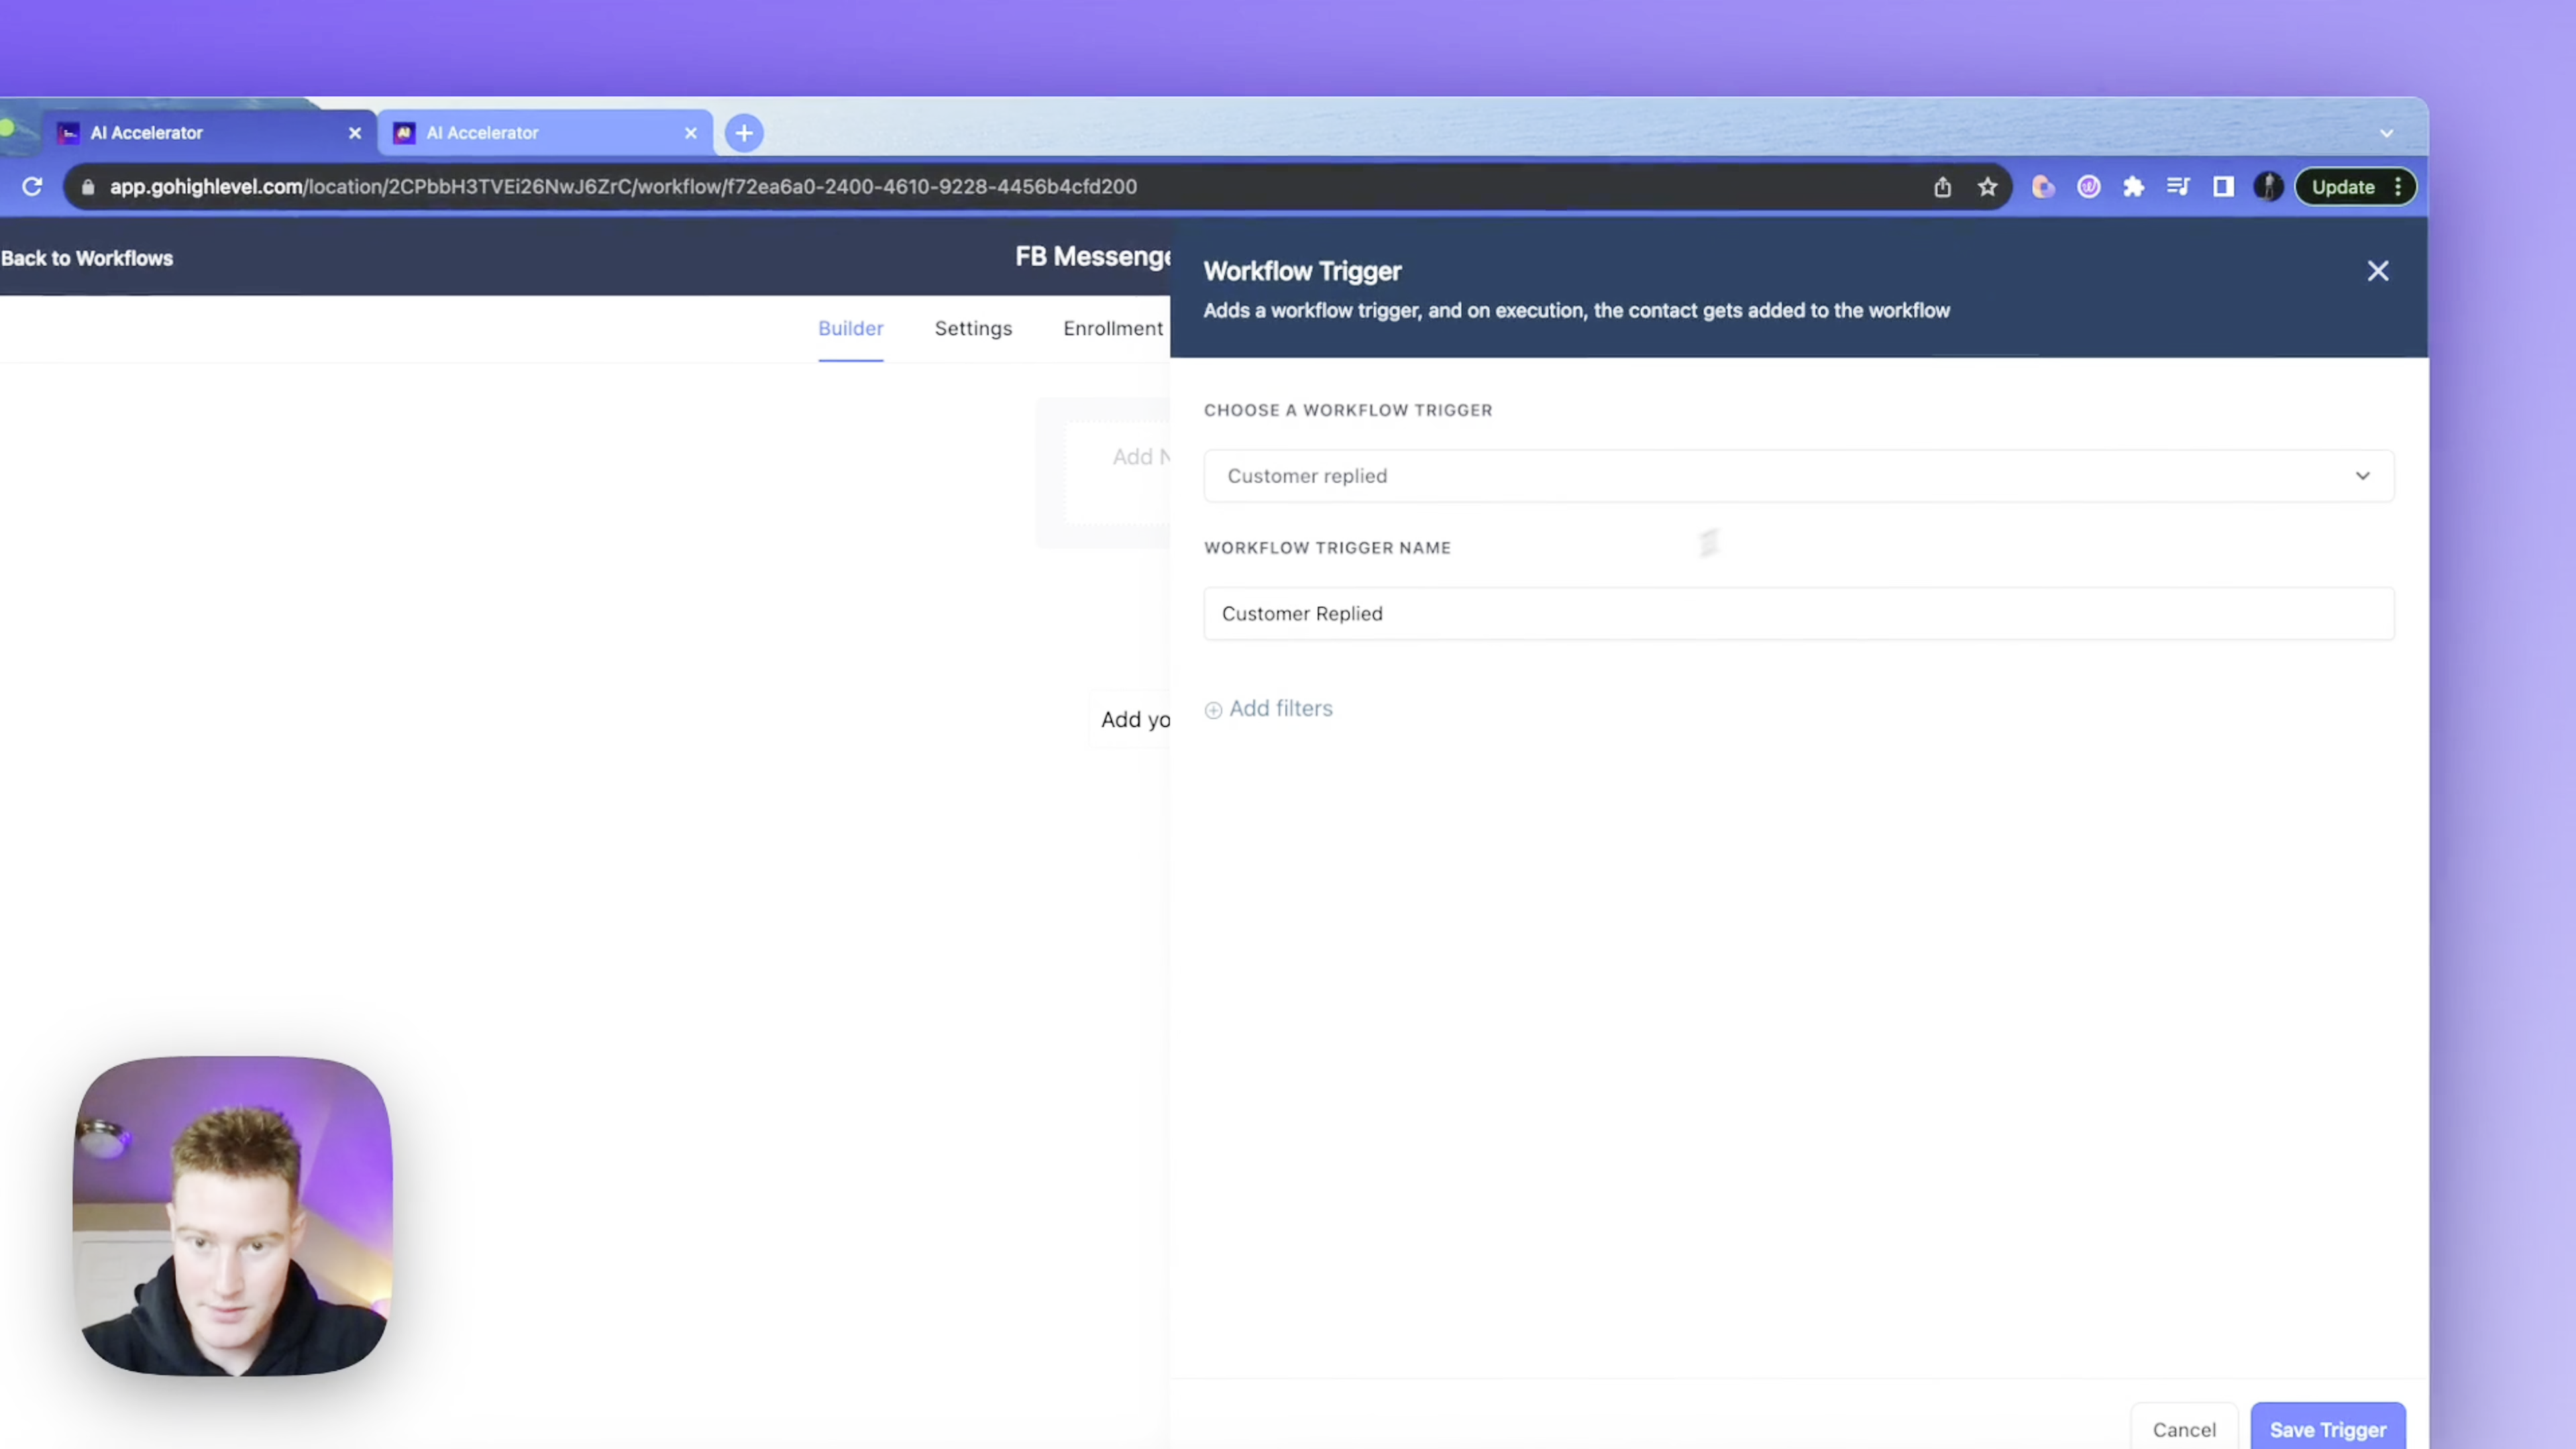 AI Accelerator
AI Accelerator
app.gohighlevel.com/location/2CPbbH3TVEi26NwJ6ZrC/workflow/f72ea6a0-2400-4610-9228-4456b4cfd200
Update
Back to Workflows
FB Messenge
Builder
Settings
Enrollment
Add N
Add yo
Workflow Trigger
Adds a workflow trigger, and on execution, the contact gets added to the workflow
CHOOSE A WORKFLOW TRIGGER
Customer replied
WORKFLOW TRIGGER NAME
Customer Replied
Add filters
Cancel
Save Trigger